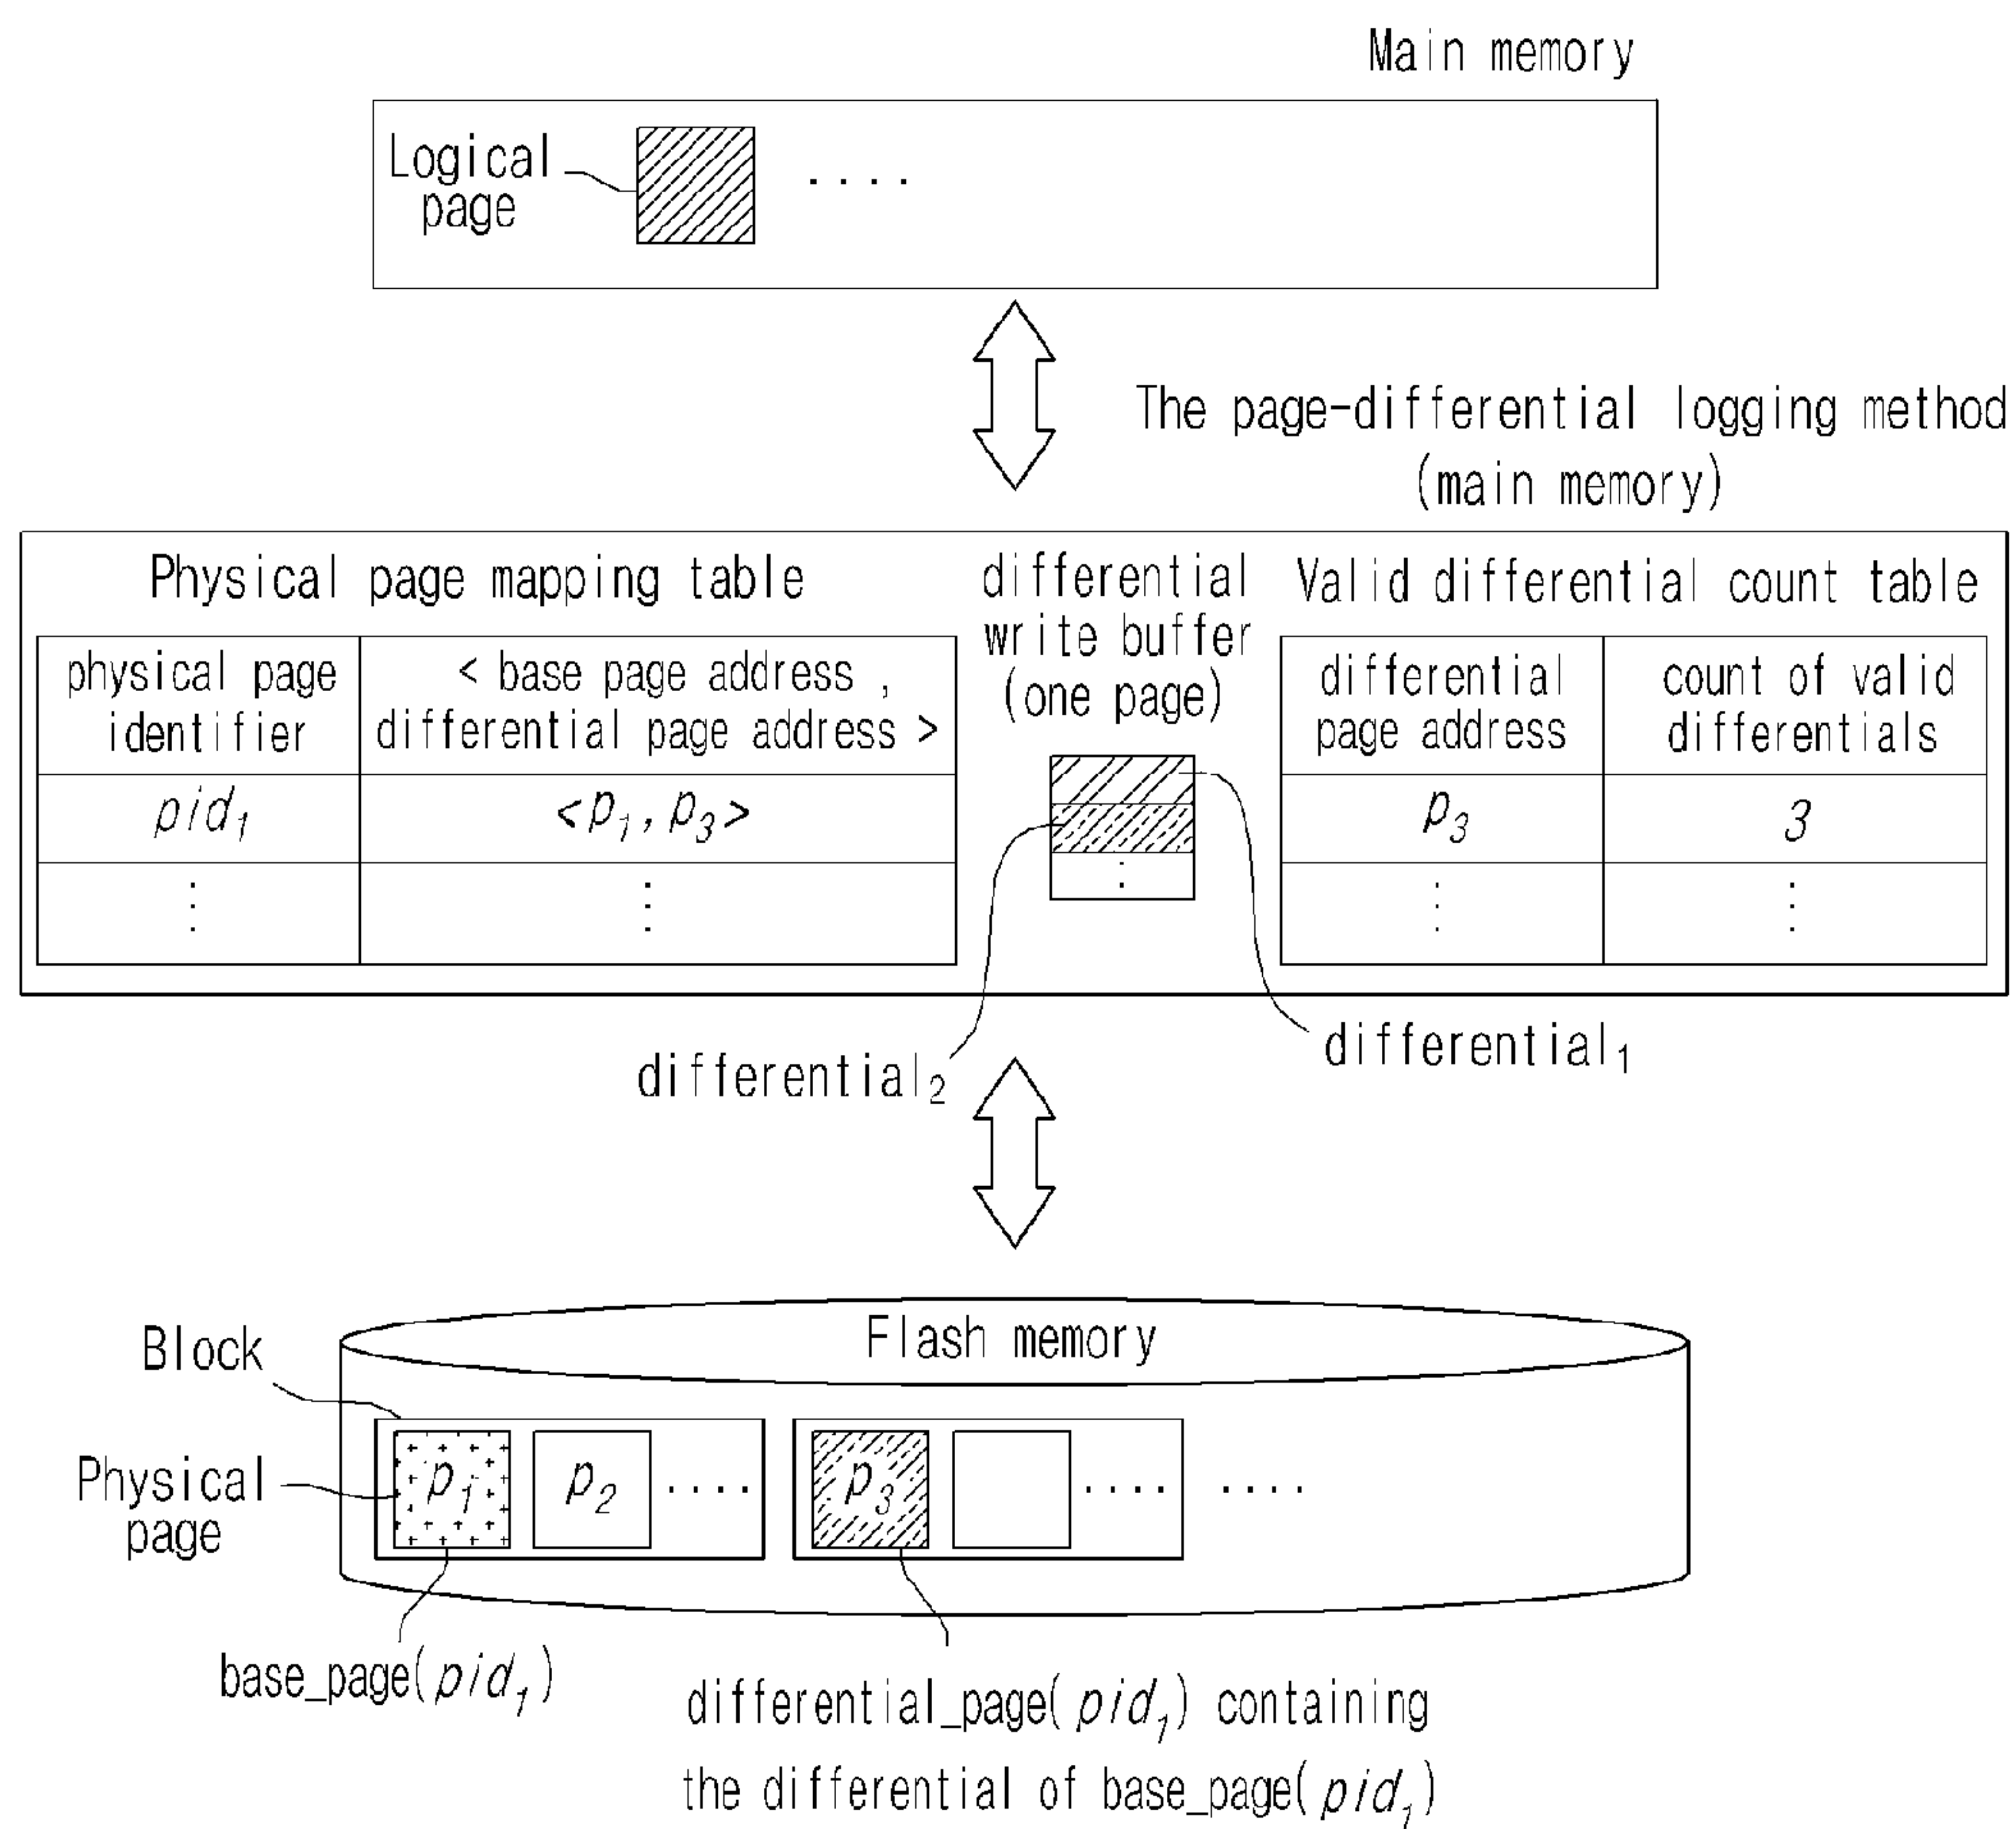 Main memory
Logical
page
....
The page-differential logging method
(main memory)
Physical page mapping table
differential
write buffer
(one page)
Valid differential count table
physical page
identifier
< base page address ,
differential page address >
differential
page address
count of valid
differentials
pid₁
<p₁, p₃>
p₃
3
differential₂
differential₁
Flash memory
Block
Physical
page
p₁
p₂
....
p₃
....
....
base_page(pid₁)
differential_page(pid₁) containing
the differential of base_page(pid₁)